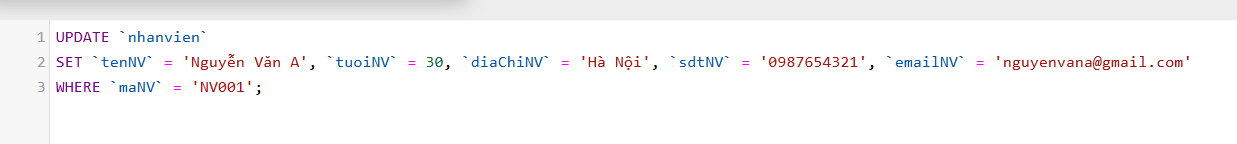 1 UPDATE `nhanvien`
2 SET `tenNV` = 'Nguyễn Văn A', `tuoiNV` = 30, `diaChiNV` = 'Hà Nội', `sdtNV` = '0987654321', `emailNV` = 'nguyenvana@gmail.com'
3 WHERE `maNV` = 'NV001';